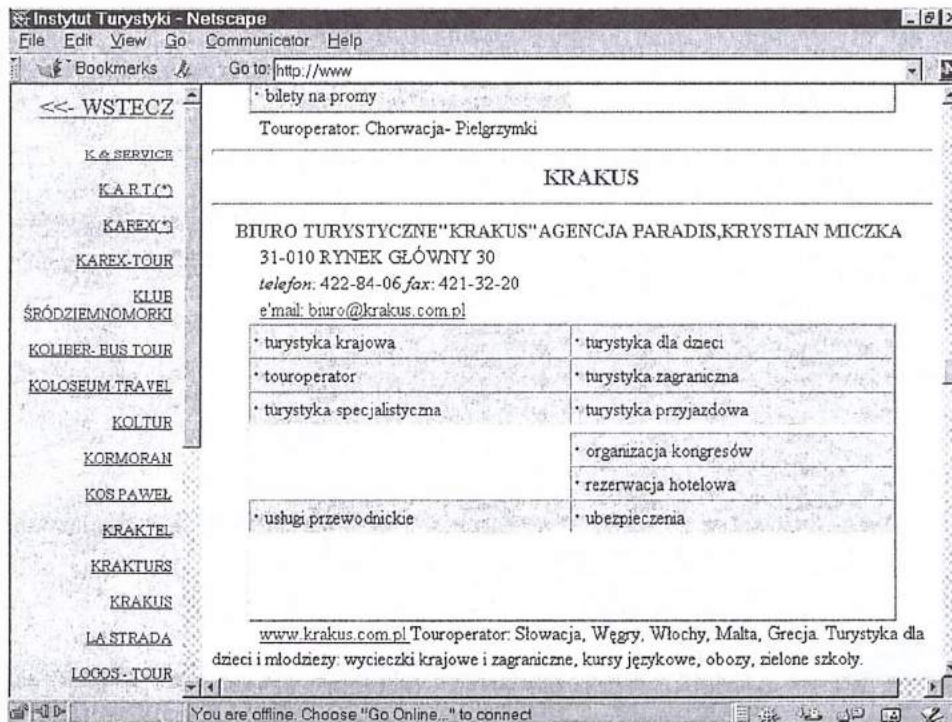 Instytut Turystyki - Netscape
File Edit View Go Communicator Help
Bookmarks Go to: http://www
<<- WSTECZ
K & SERVICE
K.A.R.T.(*)
KAREX(*)
KAREX-TOUR
KLUB
ŚRÓDZIEMNOMORKI
KOLIBER- BUS TOUR
KOLOSEUM TRAVEL
KOLTUR
KORMORAN
KOS PAWEŁ
KRAKTEL
KRAKTURS
KRAKUS
LA STRADA
LOGOS - TOUR
· bilety na promy
Touroperator: Chorwacja- Pielgrzymki
KRAKUS
BIURO TURYSTYCZNE"KRAKUS"AGENCJA PARADIS,KRYSTIAN MICZKA
31-010 RYNEK GŁÓWNY 30
telefon: 422-84-06 fax: 421-32-20
e'mail: biuro@krakus.com.pl
· turystyka krajowa · turystyka dla dzieci
· touroperator · turystyka zagraniczna
· turystyka specjalistyczna · turystyka przyjazdowa
· organizacja kongresów
· rezerwacja hotelowa
· usługi przewodnickie · ubezpieczenia
www.krakus.com.pl Touroperator: Słowacja, Węgry, Włochy, Malta, Grecja. Turystyka dla
dzieci i młodzieży: wycieczki krajowe i zagraniczne, kursy językowe, obozy, zielone szkoły.
You are offline. Choose "Go Online..." to connect